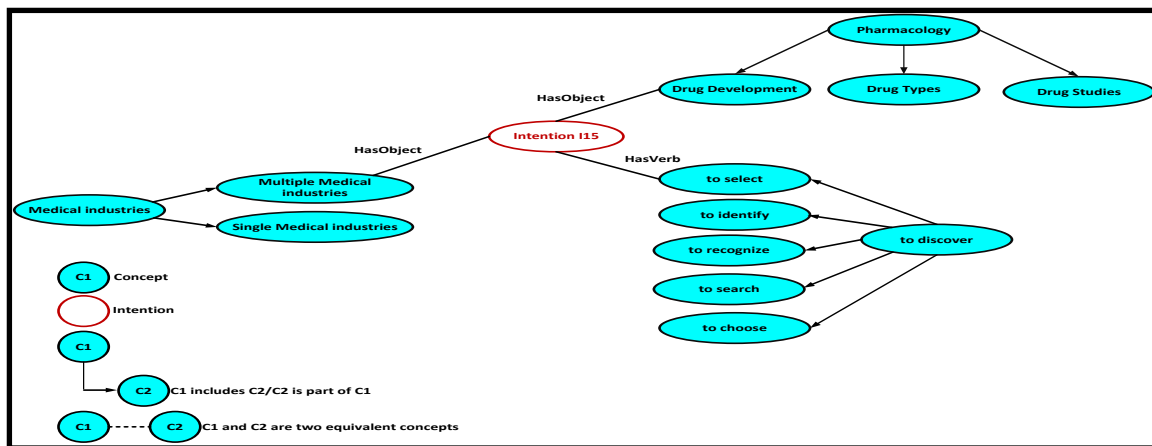 Pharmacology
Drug Development
Drug Types
Drug Studies
HasObject
Intention I15
HasObject
HasVerb
Multiple Medical
industries
to select
Medical industries
to identify
Single Medical industries
to discover
to recognize
C1 Concept
to search
Intention
to choose
C1
C2 C1 includes C2/C2 is part of C1
C1 C2 C1 and C2 are two equivalent concepts